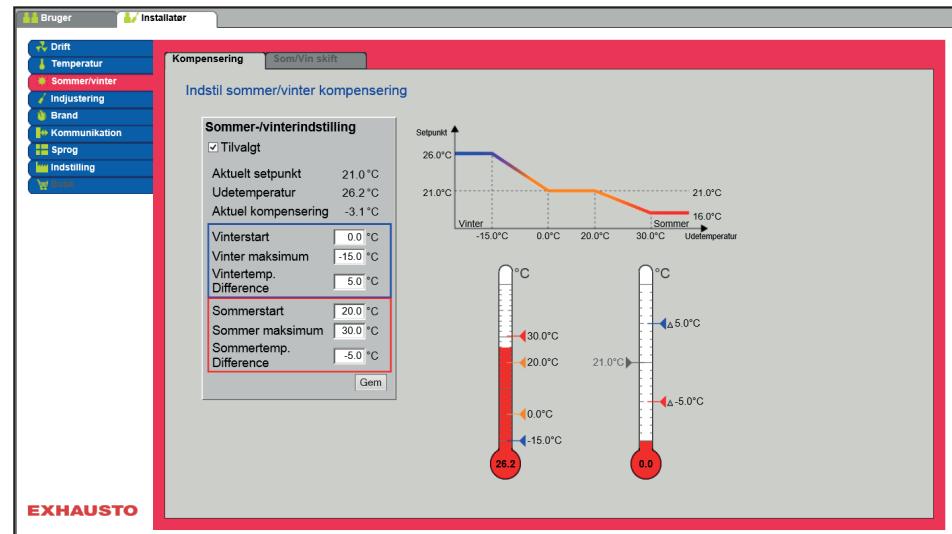 Bruger
Installatør
Drift
Temperatur
Sommer/vinter
Indjustering
Brand
Kommunikation
Sprog
Indstilling
EXHAUSTO
Kompensering
Som/Vin skift
Indstil sommer/vinter kompensering
Sommer-/vinterindstilling
Tilvalgt
Aktuelt setpunkt 21.0 °C
Udetemperatur 26.2 °C
Aktuel kompensering -3.1 °C
Vinterstart 0.0 °C
Vinter maksimum -15.0 °C
Vintertemp.
Difference 5.0 °C
Sommerstart 20.0 °C
Sommer maksimum 30.0 °C
Sommertemp.
Difference -5.0 °C
Gem
Setpunkt
26.0°C
21.0°C 21.0°C
16.0°C
Vinter Sommer
-15.0°C 0.0°C 20.0°C 30.0°C Udetemperatur
°C
30.0°C
20.0°C
0.0°C
-15.0°C
26.2
°C
Δ 5.0°C
21.0°C
Δ -5.0°C
0.0